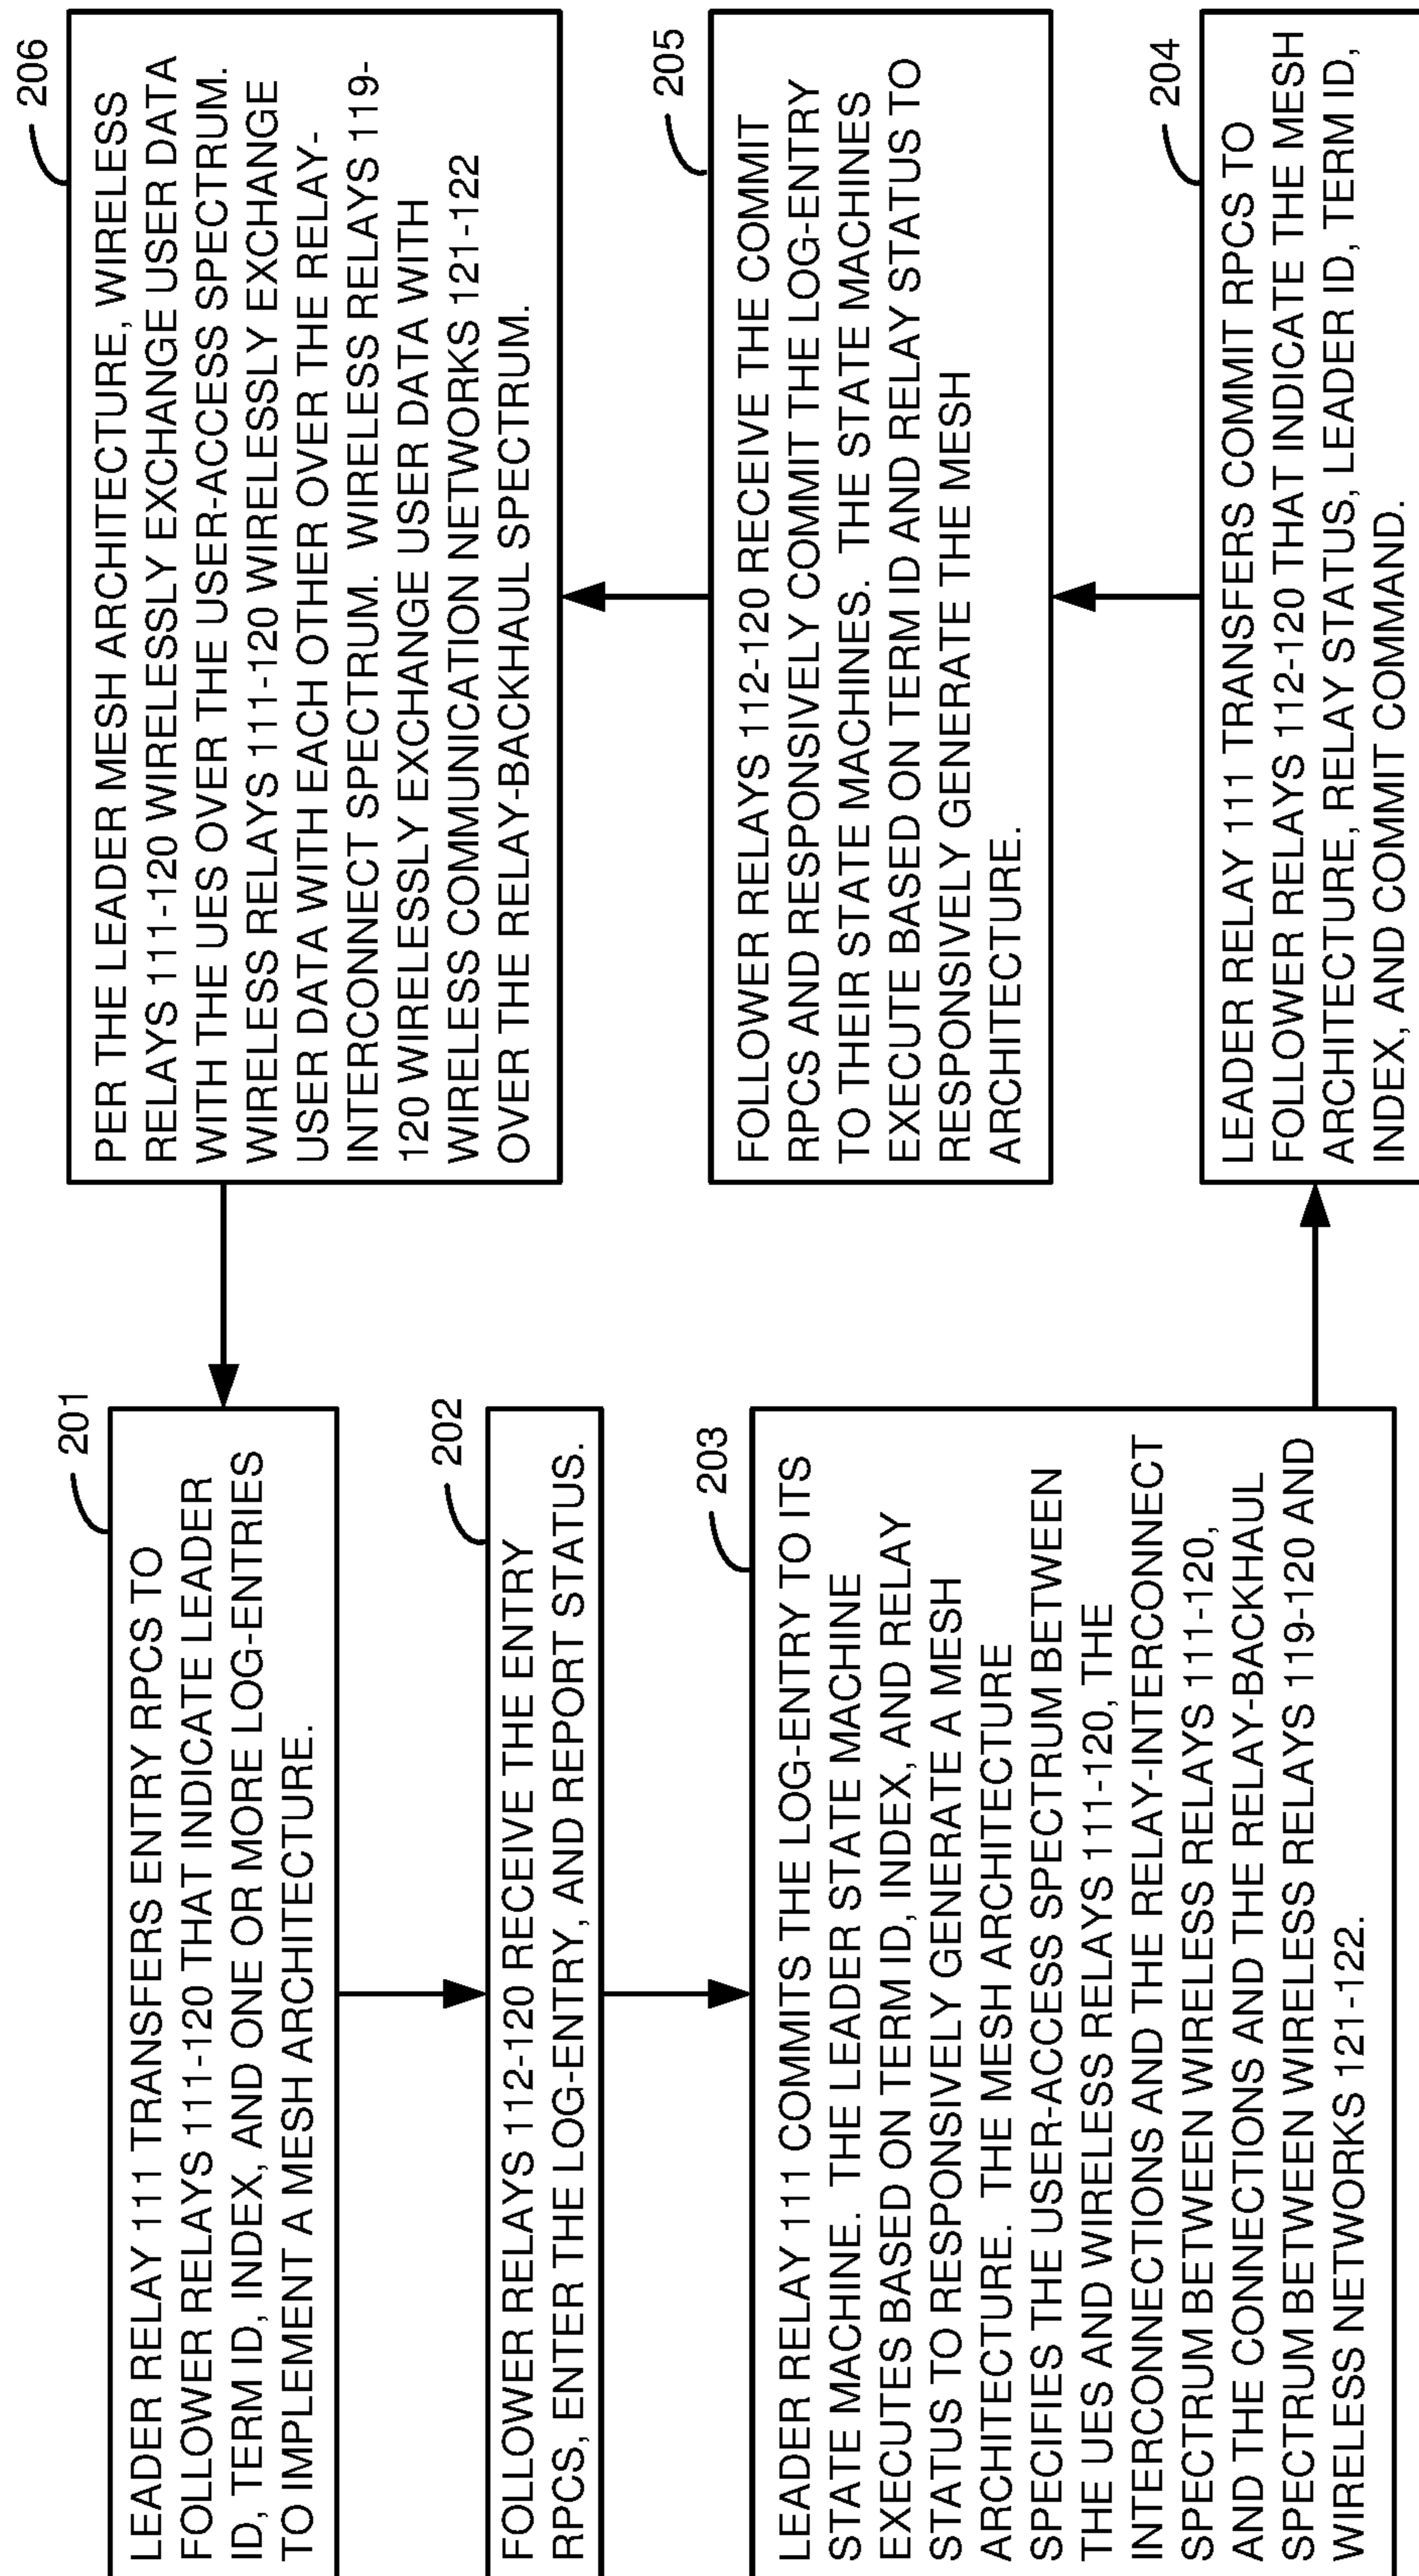 201
LEADER RELAY 111 TRANSFERS ENTRY RPCS TO
FOLLOWER RELAYS 111-120 THAT INDICATE LEADER
ID, TERM ID, INDEX, AND ONE OR MORE LOG-ENTRIES
TO IMPLEMENT A MESH ARCHITECTURE.
202
FOLLOWER RELAYS 112-120 RECEIVE THE ENTRY
RPCS, ENTER THE LOG-ENTRY, AND REPORT STATUS.
203
LEADER RELAY 111 COMMITS THE LOG-ENTRY TO ITS
STATE MACHINE. THE LEADER STATE MACHINE
EXECUTES BASED ON TERM ID, INDEX, AND RELAY
STATUS TO RESPONSIVELY GENERATE A MESH
ARCHITECTURE. THE MESH ARCHITECTURE
SPECIFIES THE USER-ACCESS SPECTRUM BETWEEN
THE UES AND WIRELESS RELAYS 111-120, THE
INTERCONNECTIONS AND THE RELAY-INTERCONNECT
SPECTRUM BETWEEN WIRELESS RELAYS 111-120,
AND THE CONNECTIONS AND THE RELAY-BACKHAUL
SPECTRUM BETWEEN WIRELESS RELAYS 119-120 AND
WIRELESS NETWORKS 121-122.
204
LEADER RELAY 111 TRANSFERS COMMIT RPCS TO
FOLLOWER RELAYS 112-120 THAT INDICATE THE MESH
ARCHITECTURE, RELAY STATUS, LEADER ID, TERM ID,
INDEX, AND COMMIT COMMAND.
205
FOLLOWER RELAYS 112-120 RECEIVE THE COMMIT
RPCS AND RESPONSIVELY COMMIT THE LOG-ENTRY
TO THEIR STATE MACHINES. THE STATE MACHINES
EXECUTE BASED ON TERM ID AND RELAY STATUS TO
RESPONSIVELY GENERATE THE MESH
ARCHITECTURE.
206
PER THE LEADER MESH ARCHITECTURE, WIRELESS
RELAYS 111-120 WIRELESSLY EXCHANGE USER DATA
WITH THE UES OVER THE USER-ACCESS SPECTRUM.
WIRELESS RELAYS 111-120 WIRELESSLY EXCHANGE
USER DATA WITH EACH OTHER OVER THE RELAY-
INTERCONNECT SPECTRUM. WIRELESS RELAYS 119-
120 WIRELESSLY EXCHANGE USER DATA WITH
WIRELESS COMMUNICATION NETWORKS 121-122
OVER THE RELAY-BACKHAUL SPECTRUM.